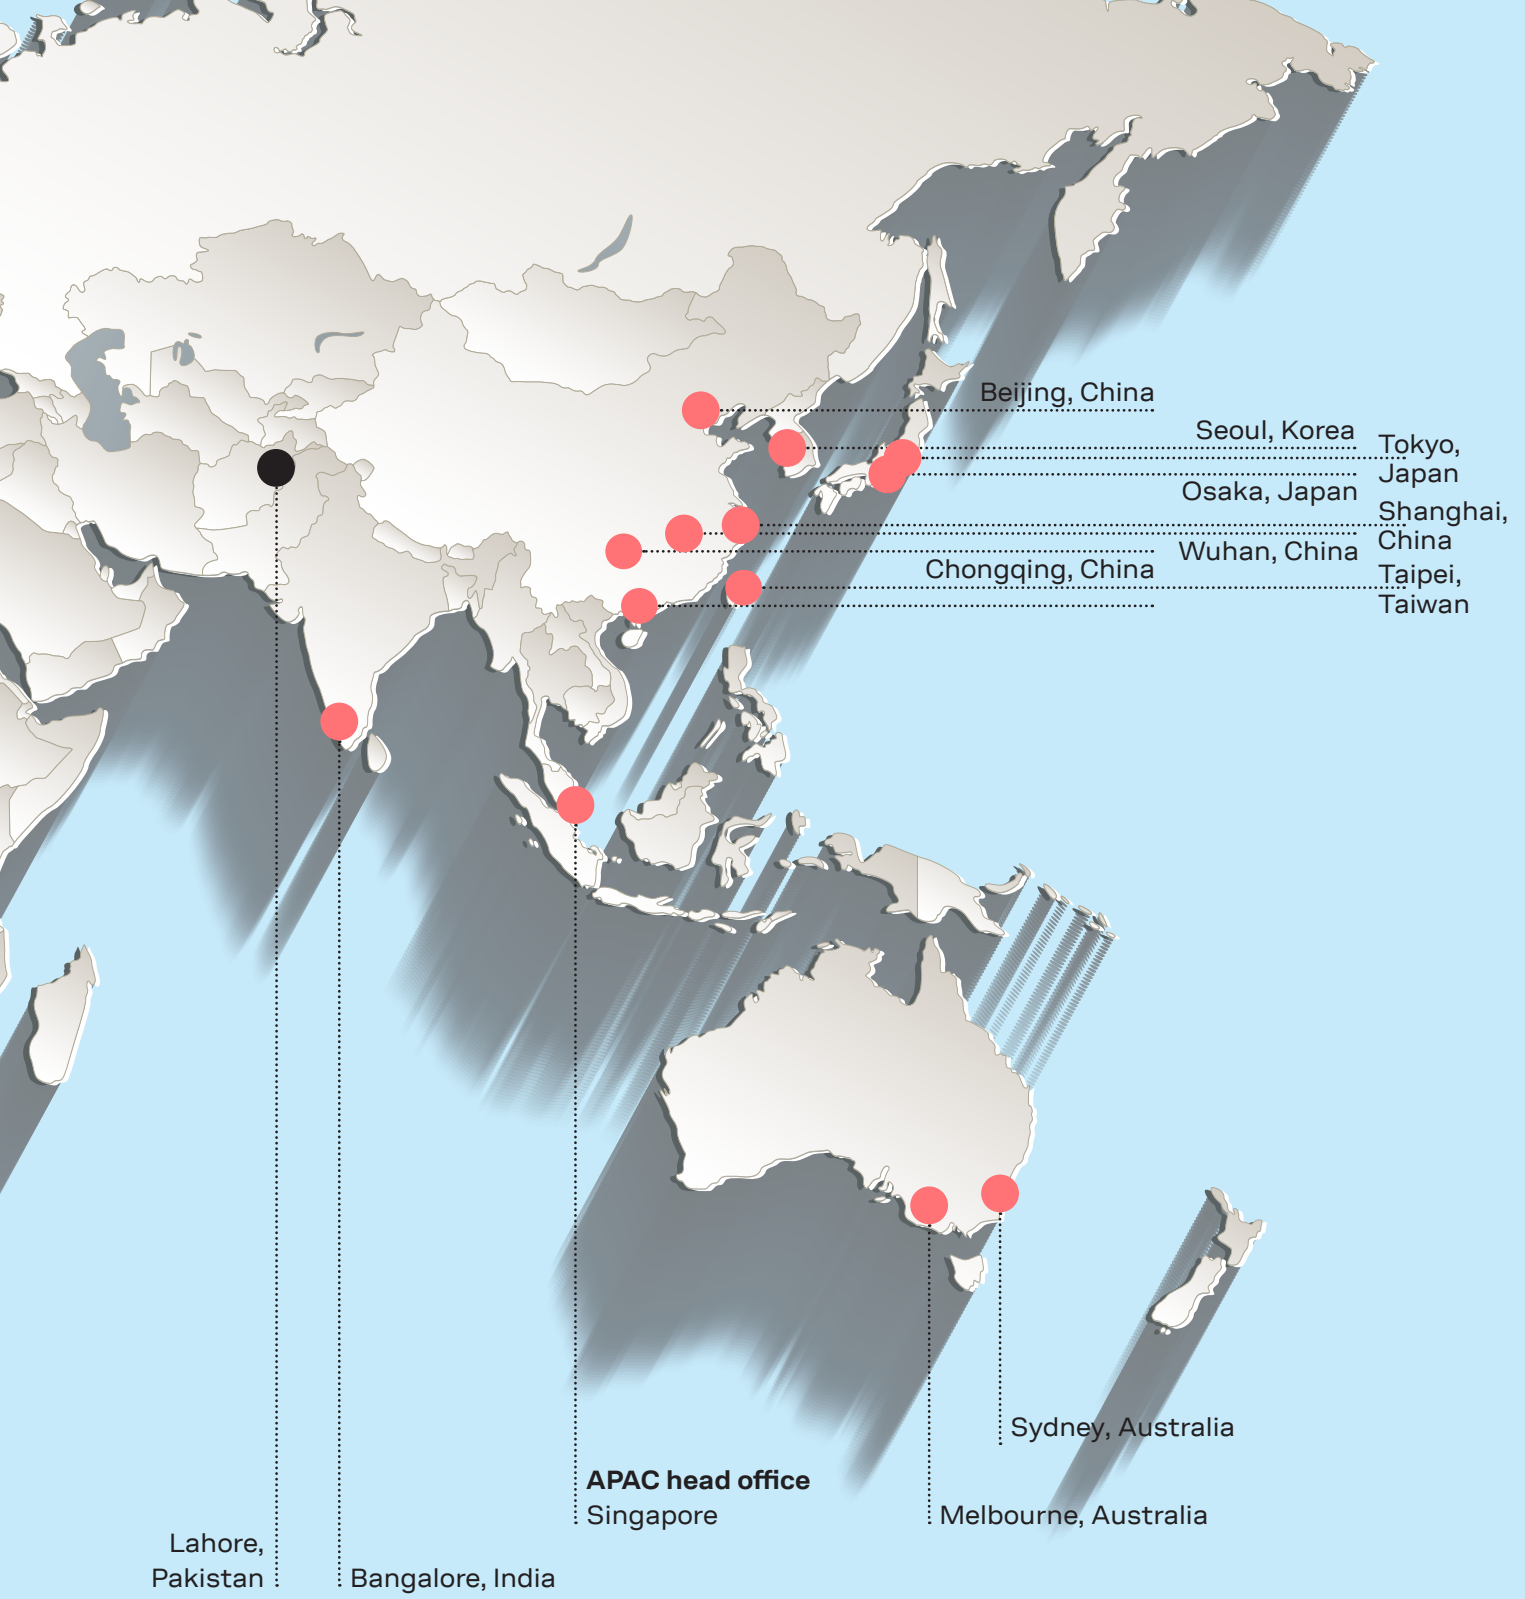 Beijing, China
Seoul, Korea
Tokyo,
Japan
Osaka, Japan
Shanghai,
China
Wuhan, China
Chongqing, China
Taipei,
Taiwan
Sydney, Australia
APAC head office
Singapore
Melbourne, Australia
Lahore,
Pakistan
Bangalore, India